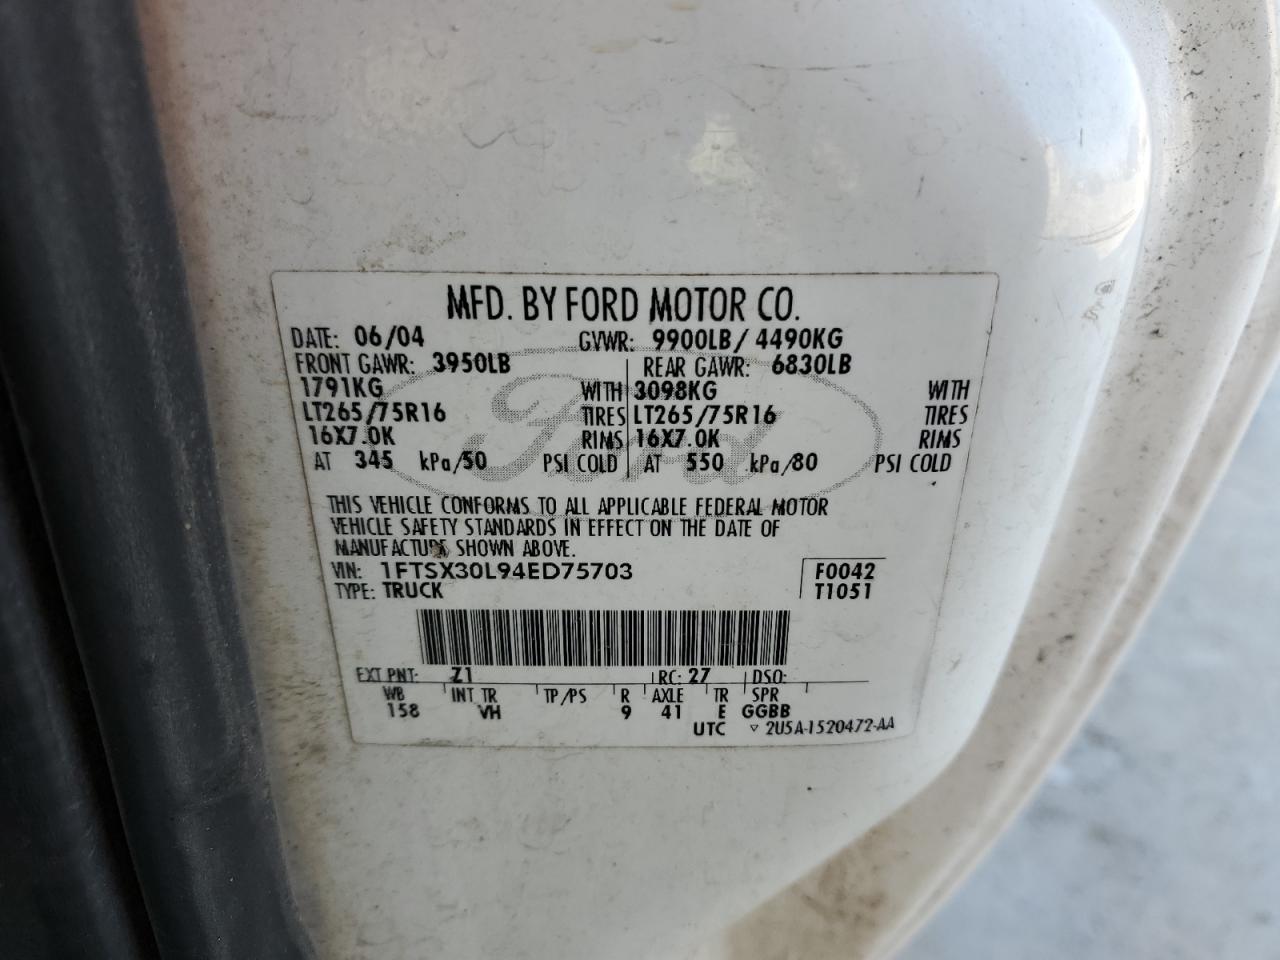 MFD. BY FORD MOTOR CO.
DATE: 06/04 GVWR: 9900LB/ 4490KG
FRONT GAWR: 3950LB REAR GAWR: 6830LB
1791KG WITH 3098KG WITH
LT265/75R16 TIRES LT265/75R16 TIRES
16X7.0K RIMS 16X7.0K RIMS
AT 345 kPa/50 PSI COLD AT 550 kPa/80 PSI COLD
Ford
THIS VEHICLE CONFORMS TO ALL APPLICABLE FEDERAL MOTOR
VEHICLE SAFETY STANDARDS IN EFFECT ON THE DATE OF
MANUFACTURE SHOWN ABOVE.
VIN: 1FTSX30L94ED75703 F0042
TYPE: TRUCK T1051
EXT PNT: Z1 RC: 27 DSO:
WB INT TR TP/PS R AXLE TR SPR
158 VH 9 41 E GGBB
UTC ▽ 2U5A-1520472-AA